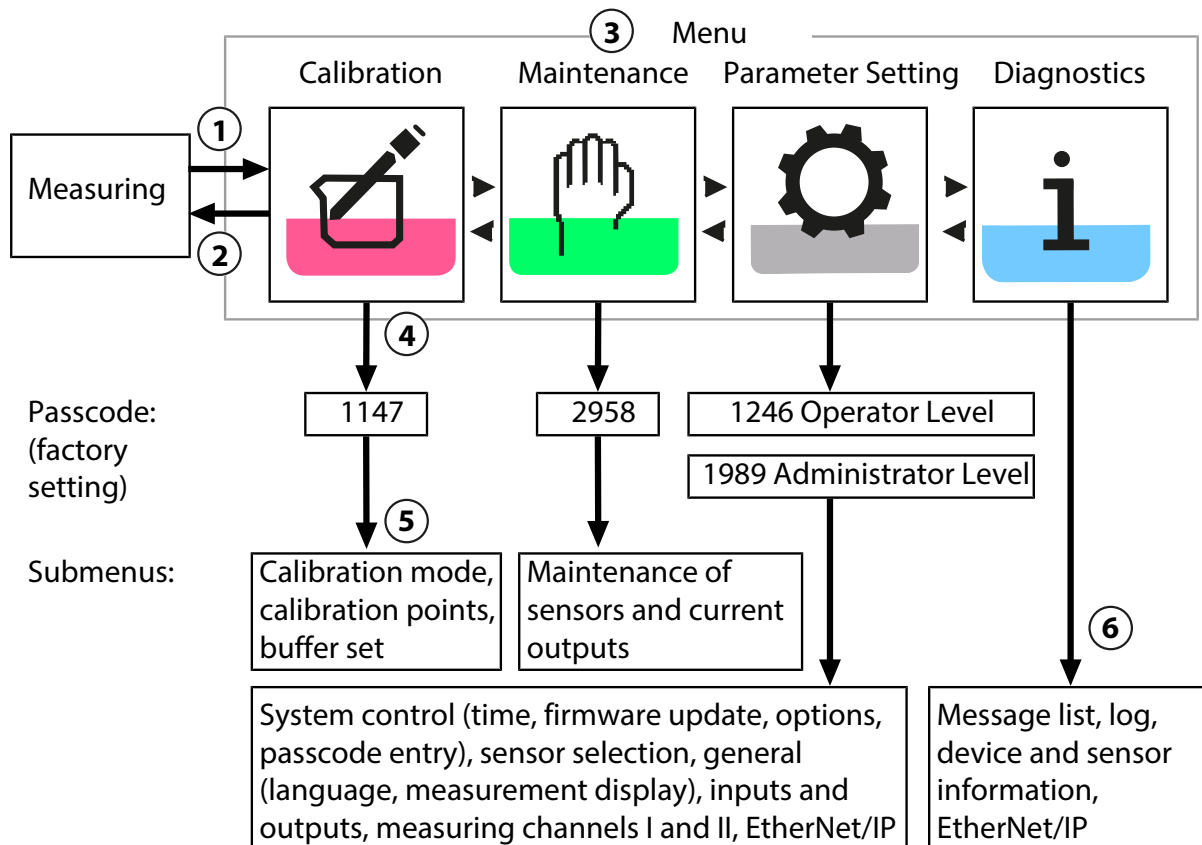 3 Menu
Calibration Maintenance Parameter Setting Diagnostics
1
Measuring
2
4
Passcode:
(factory
setting)
1147
2958
1246 Operator Level
1989 Administrator Level
5
Submenus:
Calibration mode,
calibration points,
buffer set
Maintenance of
sensors and current
outputs
6
System control (time, firmware update, options,
passcode entry), sensor selection, general
(language, measurement display), inputs and
outputs, measuring channels I and II, EtherNet/IP
Message list, log,
device and sensor
information,
EtherNet/IP